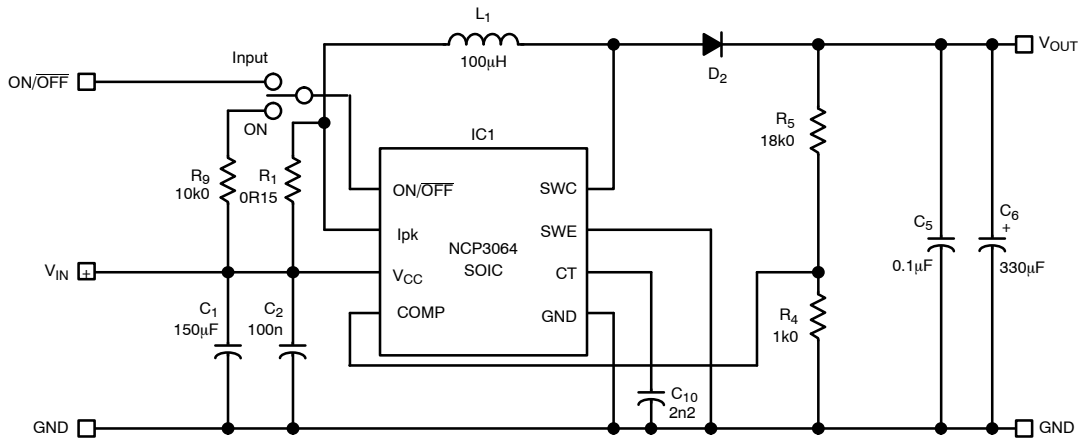 L1
100µH
Input
ON/OFF
ON
D2
VOUT
IC1
R5
18k0
R9
10k0
R1
0R15
ON/OFF
SWC
Ipk
SWE
NCP3064
SOIC
VIN
+
VCC
CT
COMP
GND
C5
0.1µF
C6
+
330µF
C1
150µF
C2
100n
R4
1k0
C10
2n2
GND
GND